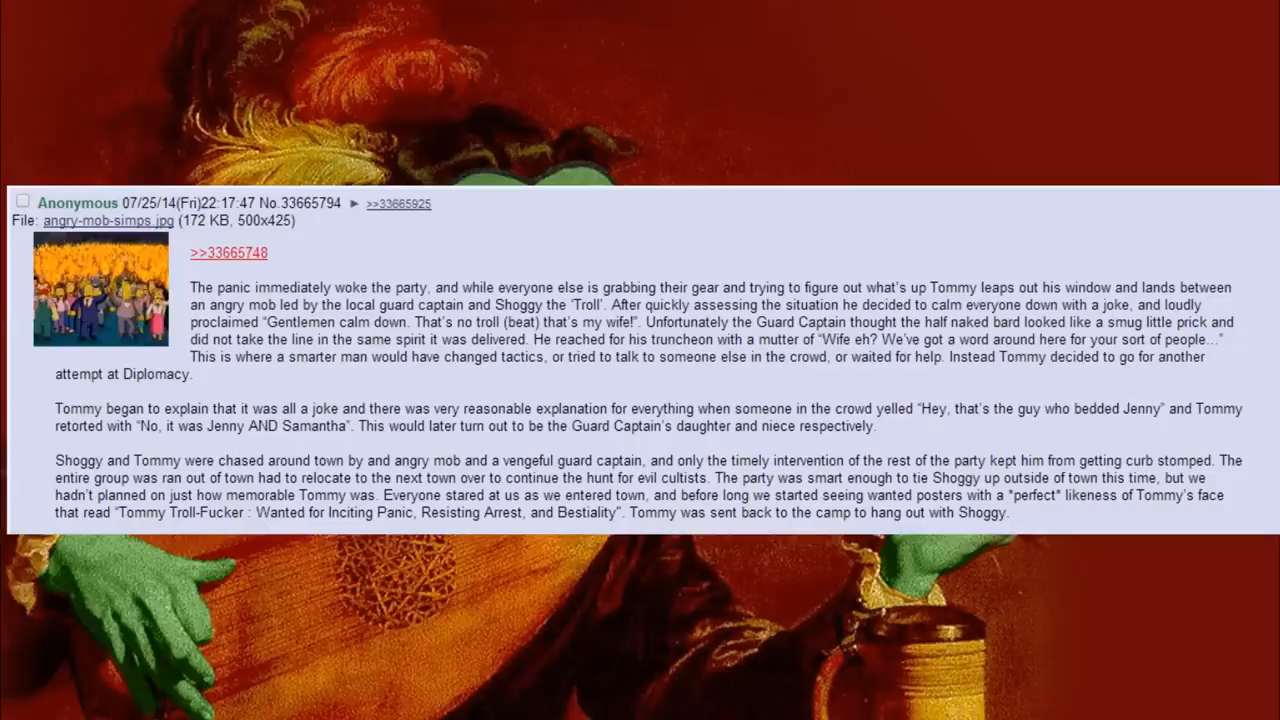 Anonymous 07/25/14(Fri)22:17:47 No.33665794 ► >>33665925
File: angry-mob-simps.jpg (172 KB, 500x425)
>>33665748
The panic immediately woke the party, and while everyone else is grabbing their gear and trying to figure out what's up Tommy leaps out his window and lands between
an angry mob led by the local guard captain and Shoggy the 'Troll'. After quickly assessing the situation he decided to calm everyone down with a joke, and loudly
proclaimed “Gentlemen calm down. That's no troll (beat) that's my wife!”. Unfortunately the Guard Captain thought the half naked bard looked like a smug little prick and
did not take the line in the same spirit it was delivered. He reached for his truncheon with a mutter of “Wife eh? We've got a word around here for your sort of people...”
This is where a smarter man would have changed tactics, or tried to talk to someone else in the crowd, or waited for help. Instead Tommy decided to go for another
attempt at Diplomacy.
Tommy began to explain that it was all a joke and there was very reasonable explanation for everything when someone in the crowd yelled “Hey, that's the guy who bedded Jenny” and Tommy
retorted with “No, it was Jenny AND Samantha”. This would later turn out to be the Guard Captain's daughter and niece respectively.
Shoggy and Tommy were chased around town by and angry mob and a vengeful guard captain, and only the timely intervention of the rest of the party kept him from getting curb stomped. The
entire group was ran out of town had to relocate to the next town over to continue the hunt for evil cultists. The party was smart enough to tie Shoggy up outside of town this time, but we
hadn't planned on just how memorable Tommy was. Everyone stared at us as we entered town, and before long we started seeing wanted posters with a *perfect* likeness of Tommy's face
that read “Tommy Troll-Fucker : Wanted for Inciting Panic, Resisting Arrest, and Bestiality”. Tommy was sent back to the camp to hang out with Shoggy.